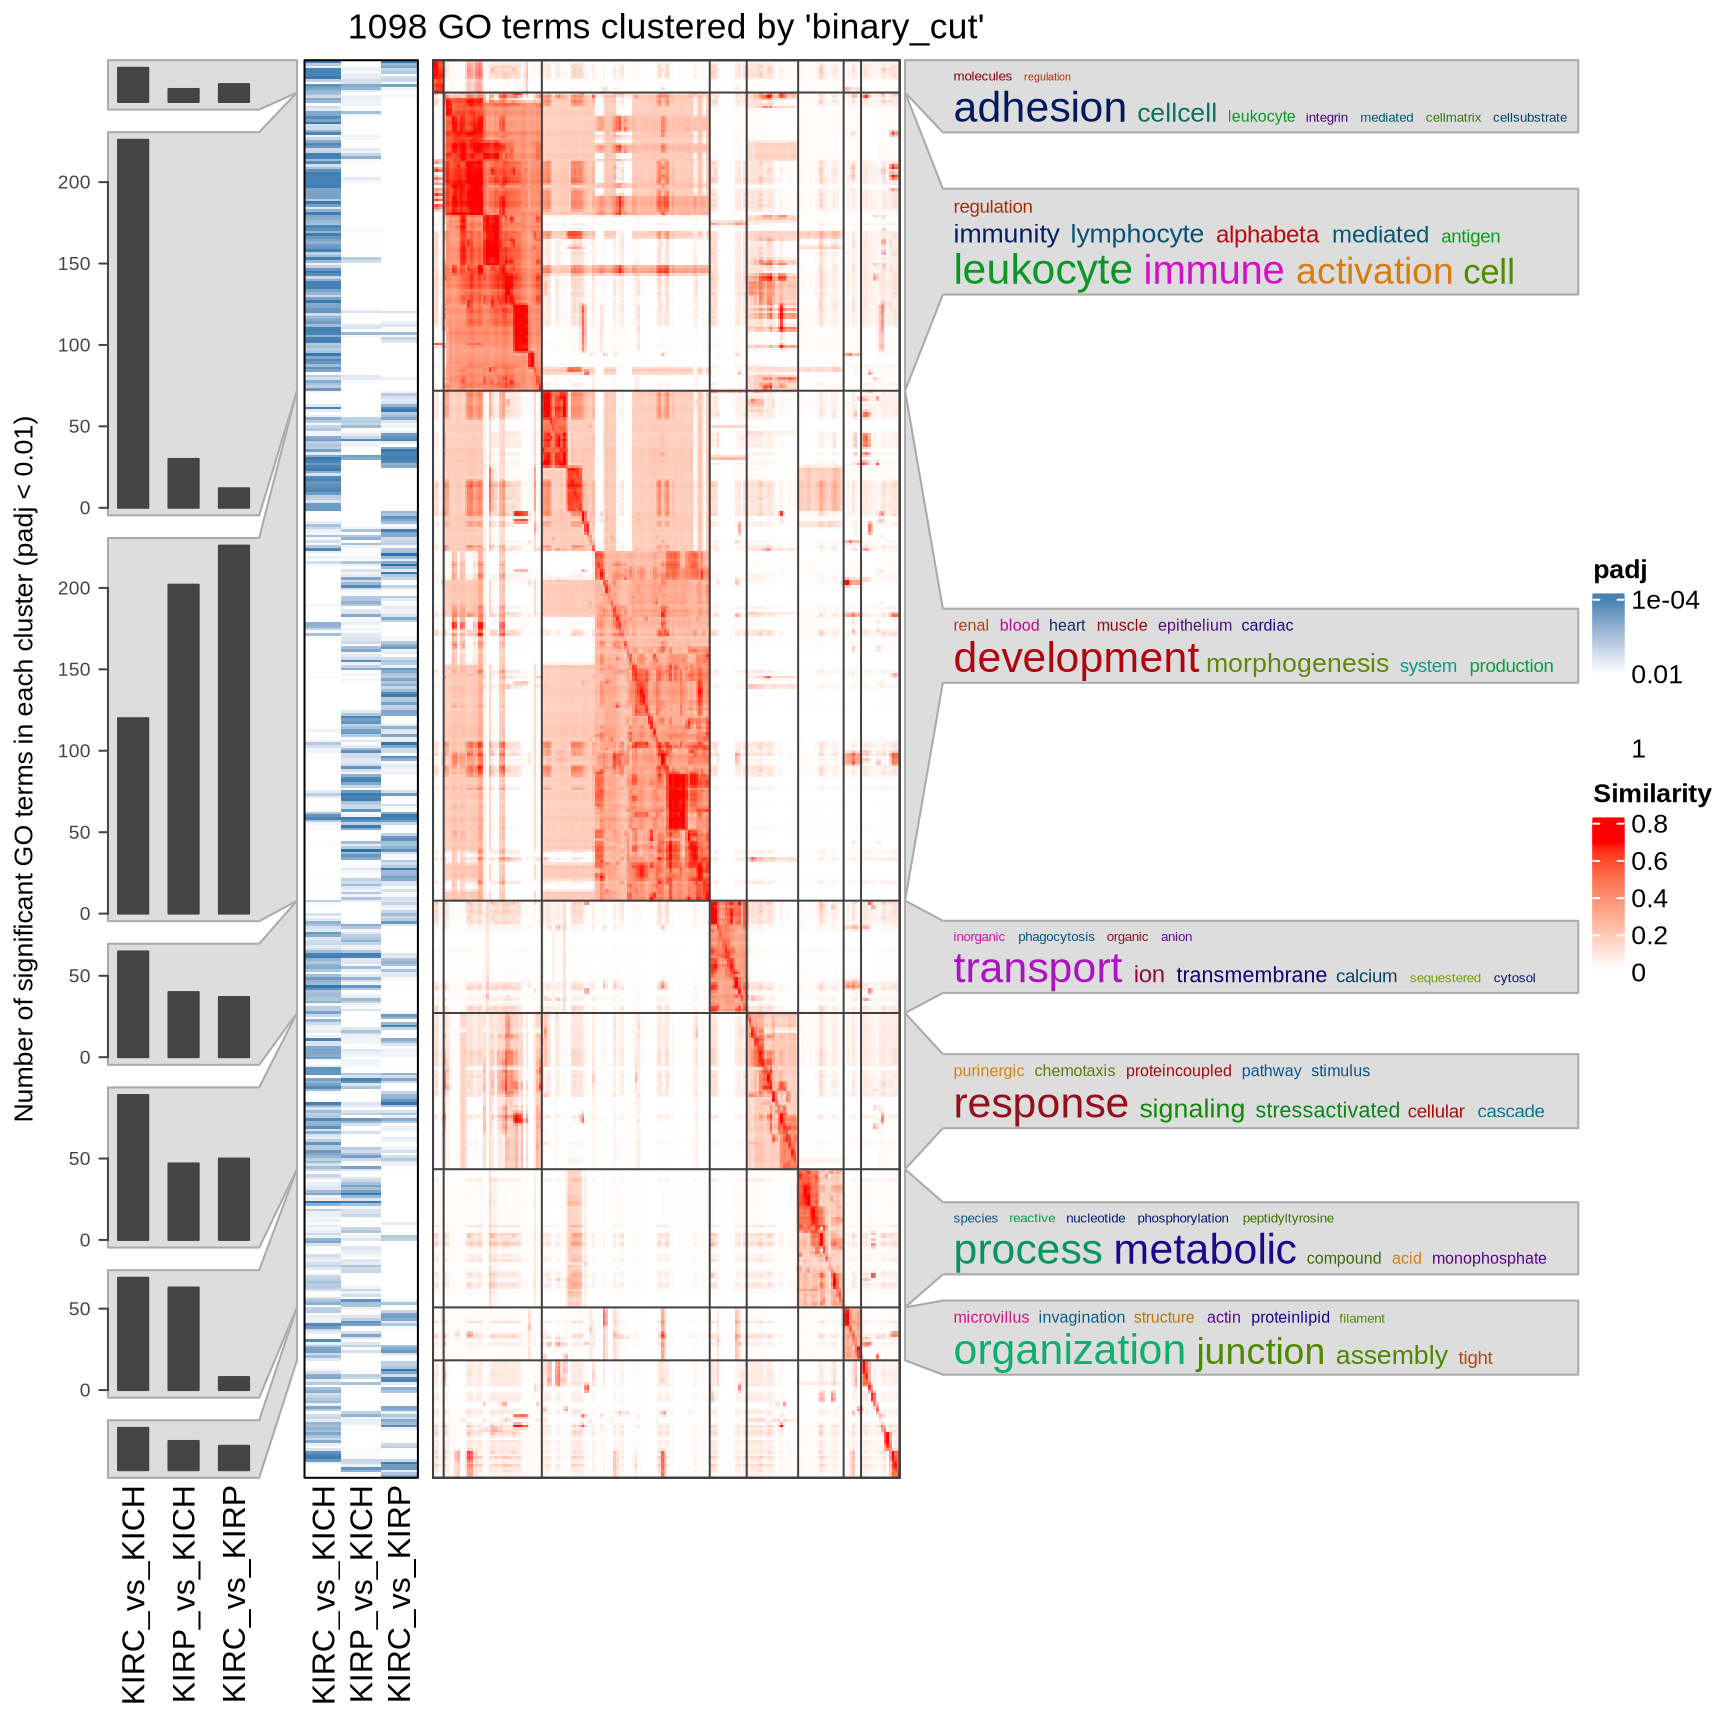 1098 GO terms clustered by 'binary_cut'
Number of significant GO terms in each cluster (padj < 0.01)
200
150
100
50
0
200
150
100
50
0
50
0
50
0
50
0
KIRC_vs_KICH
KIRP_vs_KICH
KIRC_vs_KIRP
KIRC_vs_KICH
KIRP_vs_KICH
KIRC_vs_KIRP
molecules regulation
adhesion cellcell leukocyte integrin mediated cellmatrix cellsubstrate
regulation
immunity lymphocyte alphabeta mediated antigen
leukocyte immune activation cell
renal blood heart muscle epithelium cardiac
development morphogenesis system production
inorganic phagocytosis organic anion
transport ion transmembrane calcium sequestered cytosol
purinergic chemotaxis proteincoupled pathway stimulus
response signaling stressactivated cellular cascade
species reactive nucleotide phosphorylation peptidyltyrosine
process metabolic compound acid monophosphate
microvillus invagination structure actin proteinlipid filament
organization junction assembly tight
padj
1e-04
0.01
1
Similarity
0.8
0.6
0.4
0.2
0